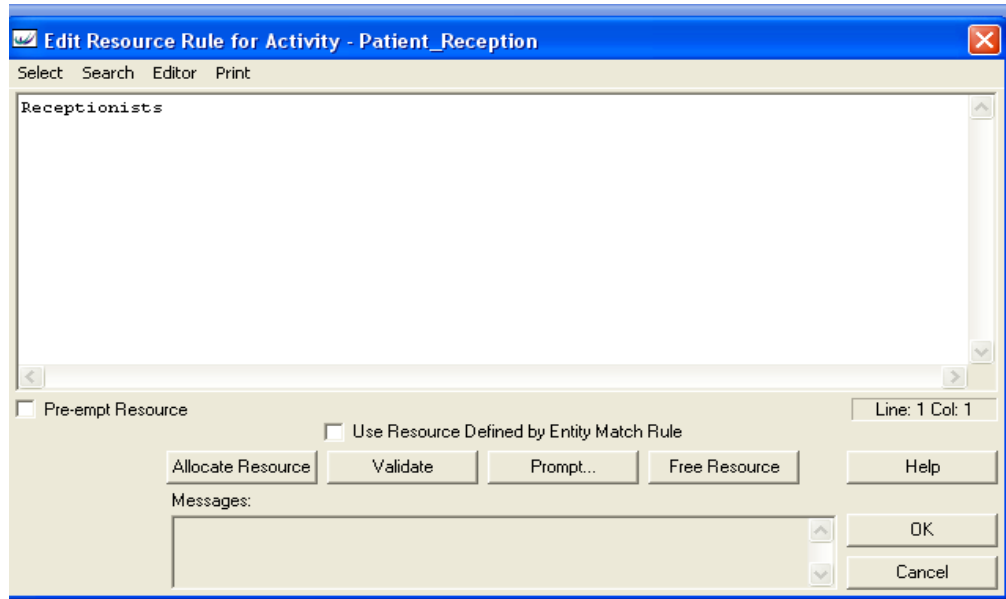 Edit Resource Rule for Activity - Patient_Reception
Select Search Editor Print
Receptionists
Pre-empt Resource
Line: 1 Col: 1
Use Resource Defined by Entity Match Rule
Allocate Resource Validate Prompt... Free Resource Help
Messages:
OK
Cancel